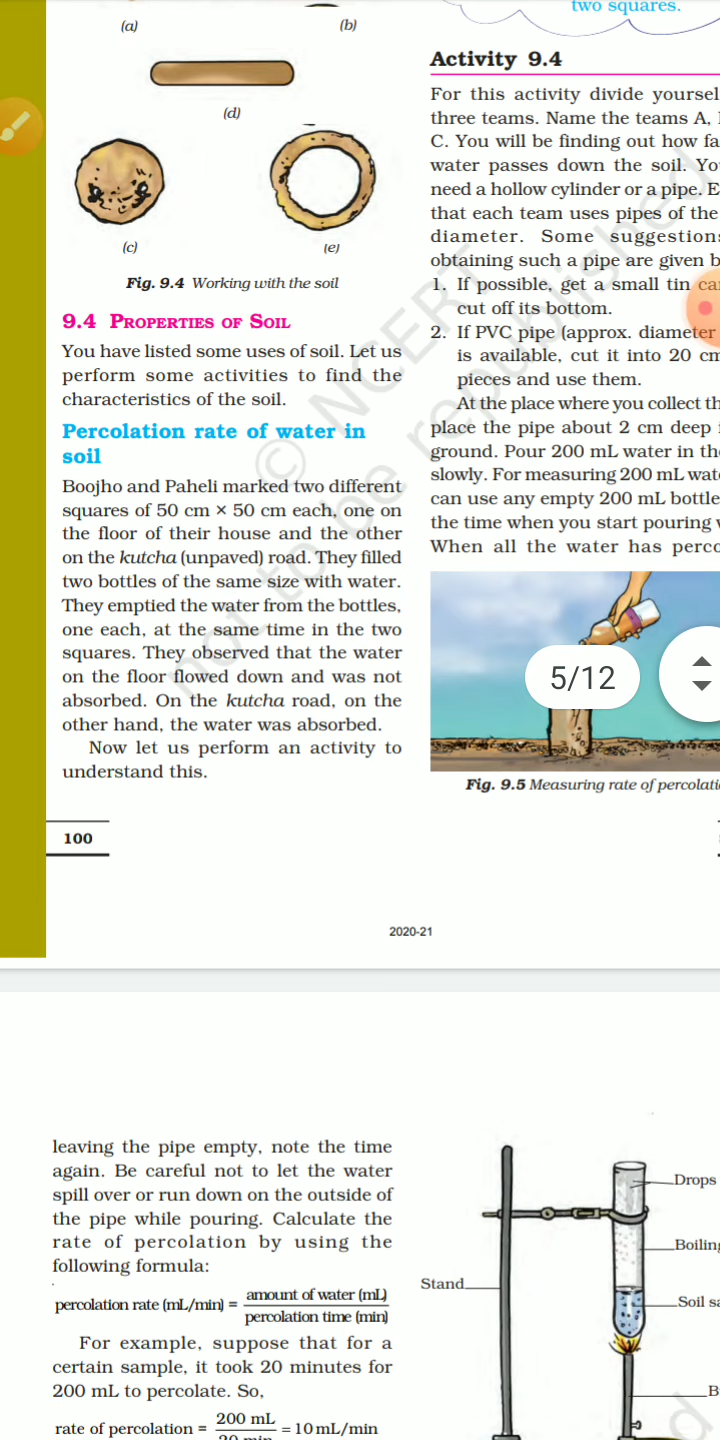 (a)
(b)
(d)
(c)
(e)
Fig. 9.4 Working with the soil
9.4 PROPERTIES OF SOIL
You have listed some uses of soil. Let us
perform some activities to find the
characteristics of the soil.
Percolation rate of water in
soil
Boojho and Paheli marked two different
squares of 50 cm × 50 cm each, one on
the floor of their house and the other
on the kutcha (unpaved) road. They filled
two bottles of the same size with water.
They emptied the water from the bottles,
one each, at the same time in the two
squares. They observed that the water
on the floor flowed down and was not
absorbed. On the kutcha road, on the
other hand, the water was absorbed.
Now let us perform an activity to
understand this.
100
two squares.
Activity 9.4
For this activity divide yoursel
three teams. Name the teams A,
C. You will be finding out how fa
water passes down the soil. Yo
need a hollow cylinder or a pipe. E
that each team uses pipes of the
diameter. Some suggestions
obtaining such a pipe are given b
1. If possible, get a small tin ca
cut off its bottom.
2. If PVC pipe (approx. diameter
is available, cut it into 20 cm
pieces and use them.
At the place where you collect th
place the pipe about 2 cm deep i
ground. Pour 200 mL water in the
slowly. For measuring 200 mL wat
can use any empty 200 mL bottle
the time when you start pouring
When all the water has perco
5/12
Fig. 9.5 Measuring rate of percolati
© NCERT
not to be republished
2020-21
leaving the pipe empty, note the time
again. Be careful not to let the water
spill over or run down on the outside of
the pipe while pouring. Calculate the
rate of percolation by using the
following formula:
percolation rate (mL/min) = amount of water (mL)
percolation time (min)
For example, suppose that for a
certain sample, it took 20 minutes for
200 mL to percolate. So,
rate of percolation = 200 mL = 10 mL/min
20 min
Drops
Boiling
Stand
Soil sa
B
d